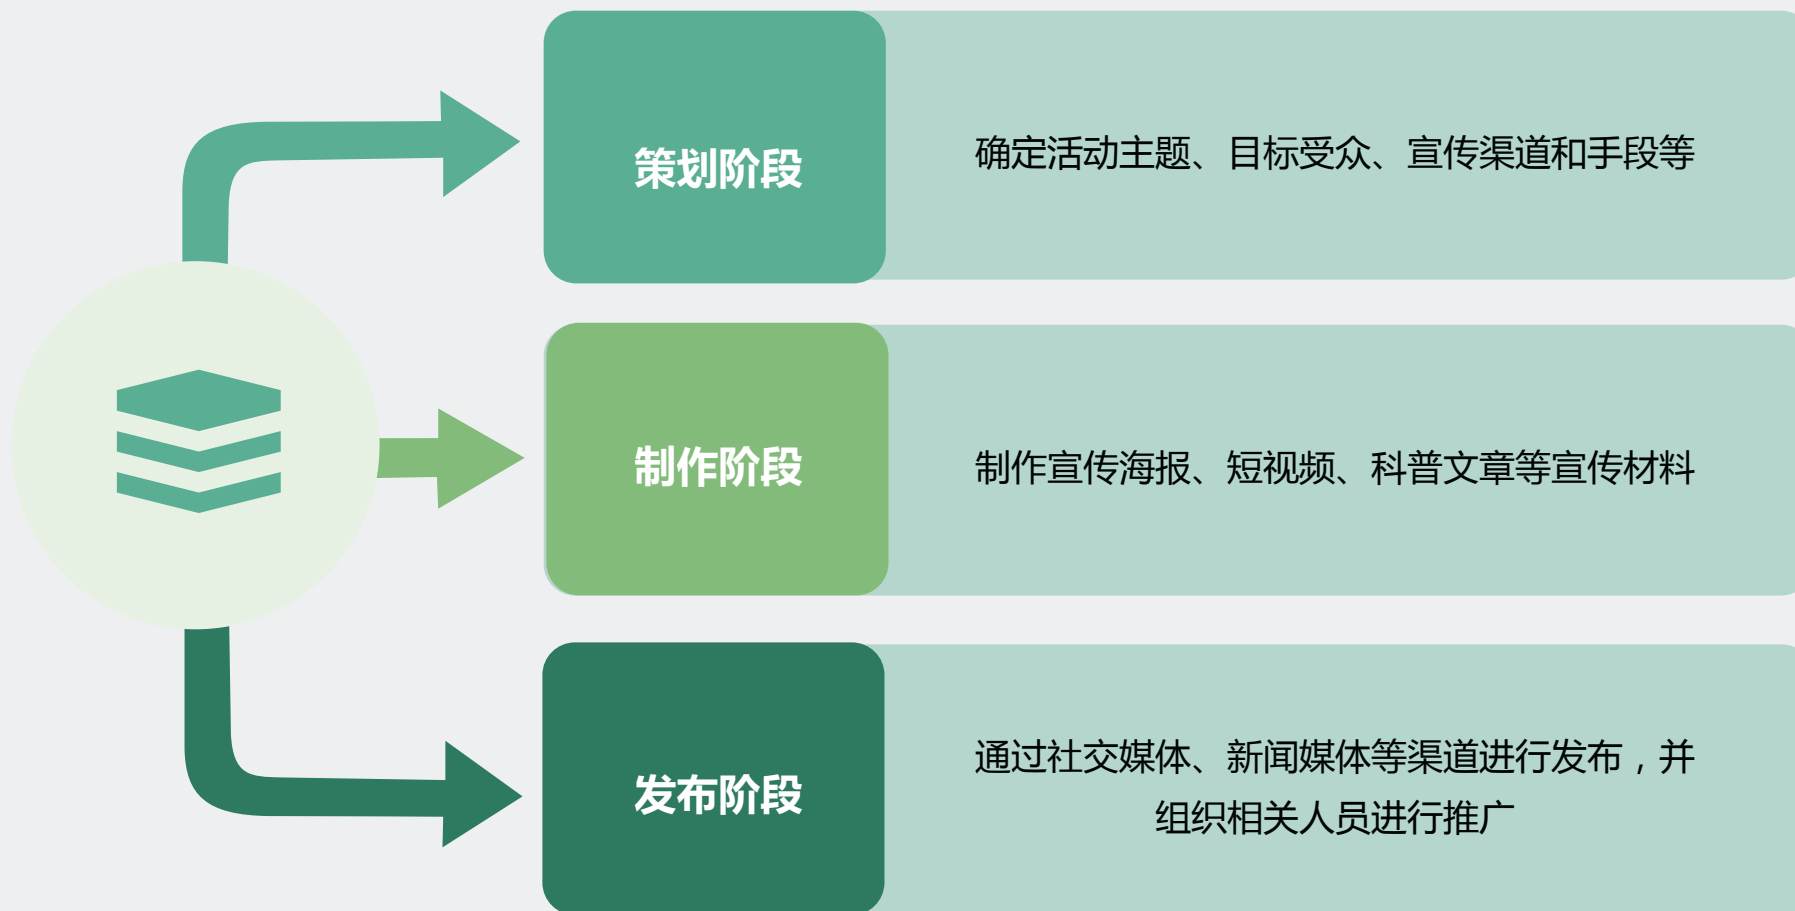 策划阶段
确定活动主题、目标受众、宣传渠道和手段等
制作阶段
制作宣传海报、短视频、科普文章等宣传材料
发布阶段
通过社交媒体、新闻媒体等渠道进行发布，并
组织相关人员进行推广